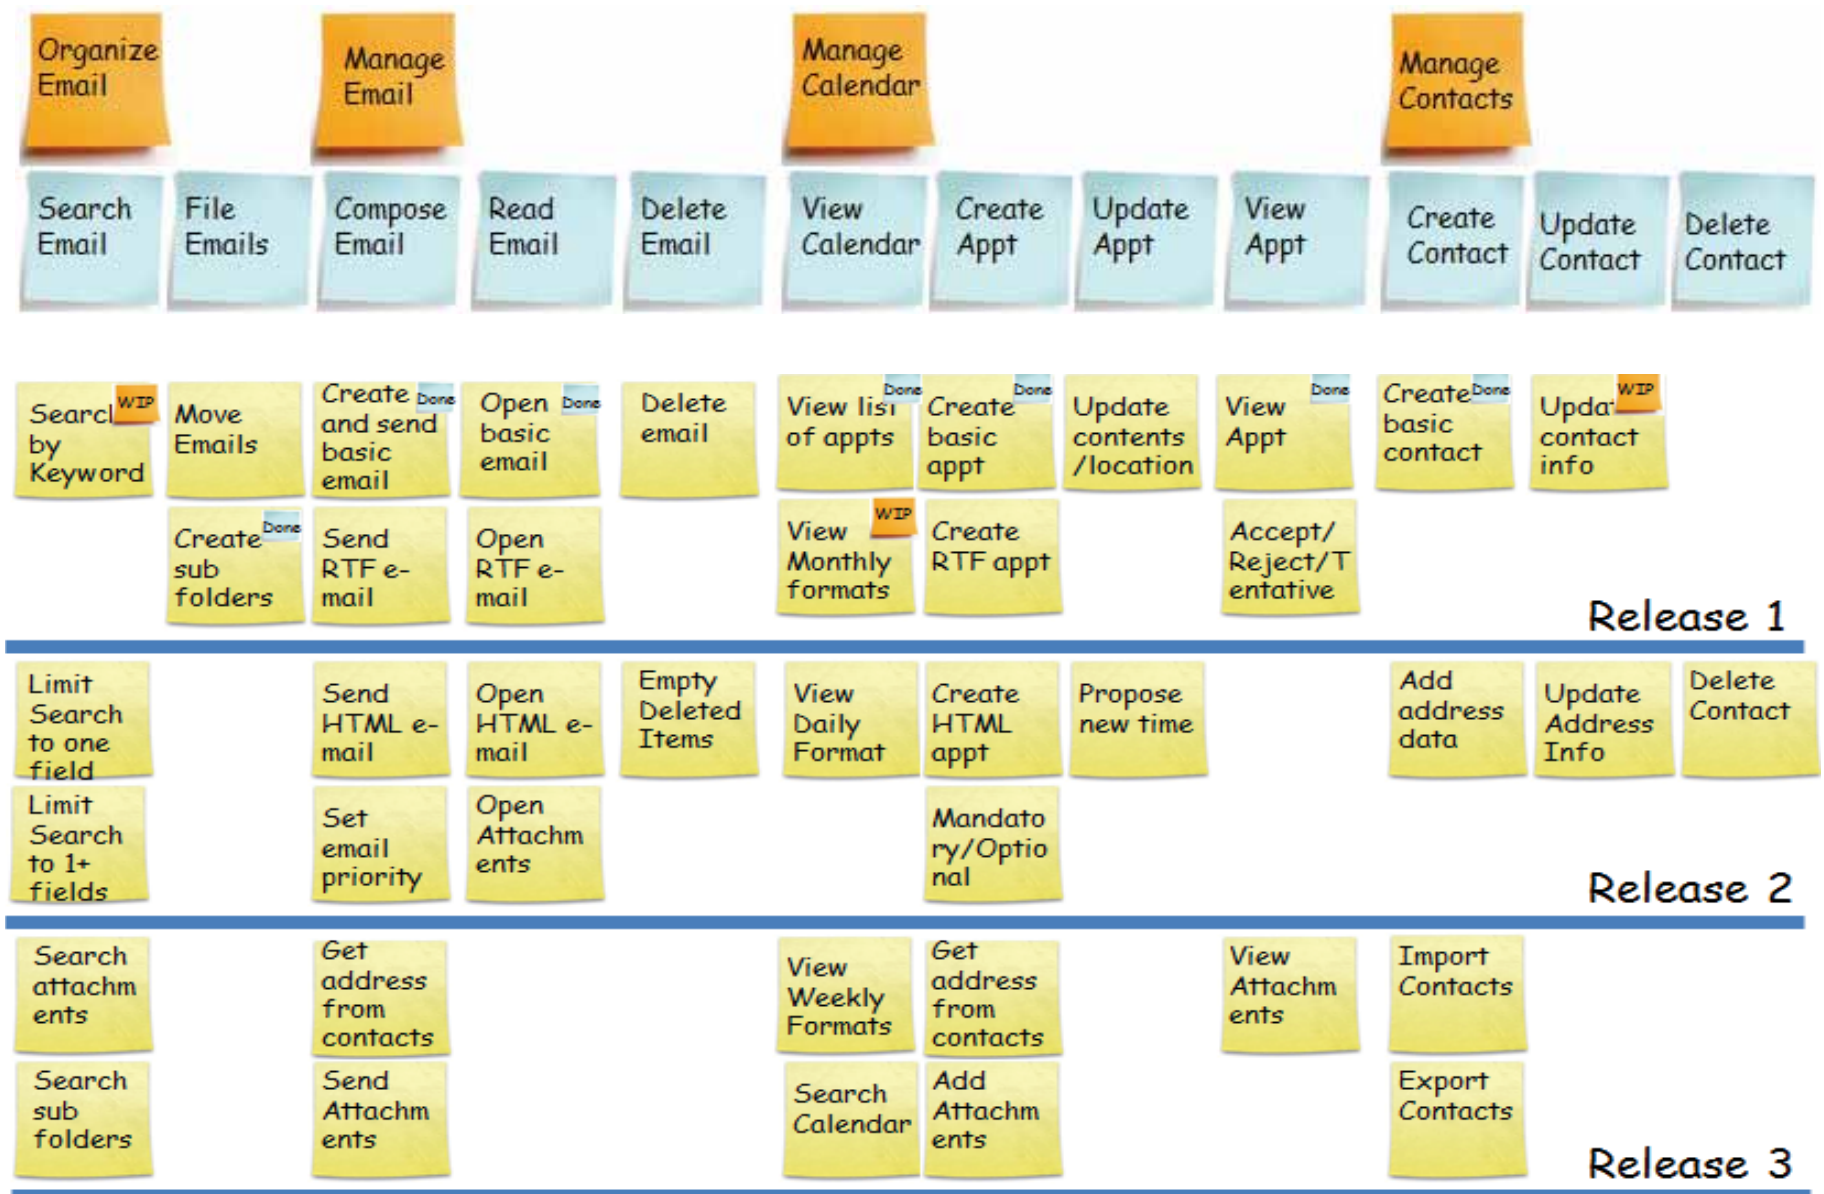 Organize
Email
Manage
Email
Manage
Calendar
Manage
Contacts
Search
Email
File
Emails
Compose
Email
Read
Email
Delete
Email
View
Calendar
Create
Appt
Update
Appt
View
Appt
Create
Contact
Update
Contact
Delete
Contact
Searcl WIP
by
Keyword
Move
Emails
Create Done
and send
basic
email
Open Done
basic
email
Delete
email
Done
View list
of appts
Done
Create
basic
appt
Update
contents
/location
Done
View
Appt
Create Done
basic
contact
WIP
Updat
contact
info
Create Done
sub
folders
Send
RTF e-
mail
Open
RTF e-
mail
WIP
View
Monthly
formats
Create
RTF appt
Accept/
Reject/T
entative
Release 1
Limit
Search
to one
field
Send
HTML e-
mail
Open
HTML e-
mail
Empty
Deleted
Items
View
Daily
Format
Create
HTML
appt
Propose
new time
Add
address
data
Update
Address
Info
Delete
Contact
Limit
Search
to 1+
fields
Set
email
priority
Open
Attachm
ents
Mandato
ry/Optio
nal
Release 2
Search
attachm
ents
Get
address
from
contacts
View
Weekly
Formats
Get
address
from
contacts
View
Attachm
ents
Import
Contacts
Search
sub
folders
Send
Attachm
ents
Search
Calendar
Add
Attachm
ents
Export
Contacts
Release 3